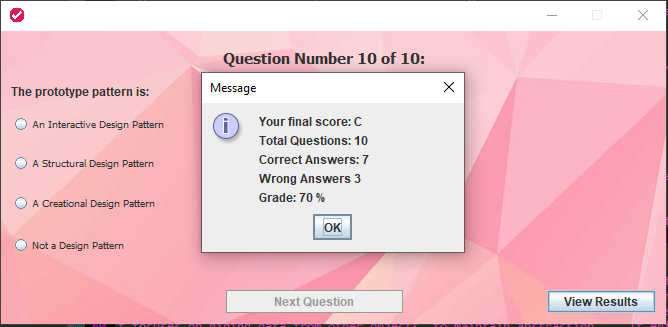 Question Number 10 of 10:
The prototype pattern is:
An Interactive Design Pattern
A Structural Design Pattern
A Creational Design Pattern
Not a Design Pattern
Message
Your final score: C
Total Questions: 10
Correct Answers: 7
Wrong Answers 3
Grade: 70 %
OK
Next Question
View Results